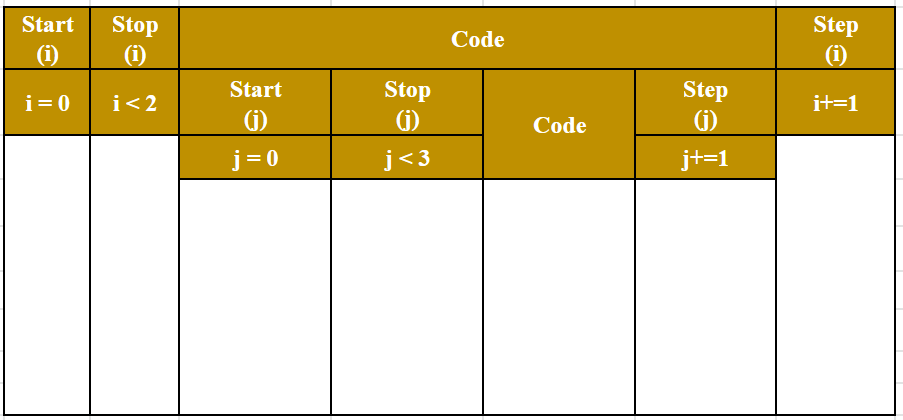 Start
(i)
Stop
(i)
Code
Step
(i)
i = 0
i < 2
Start
(j)
Stop
(j)
Code
Step
(j)
i+=1
j = 0
j < 3
j+=1